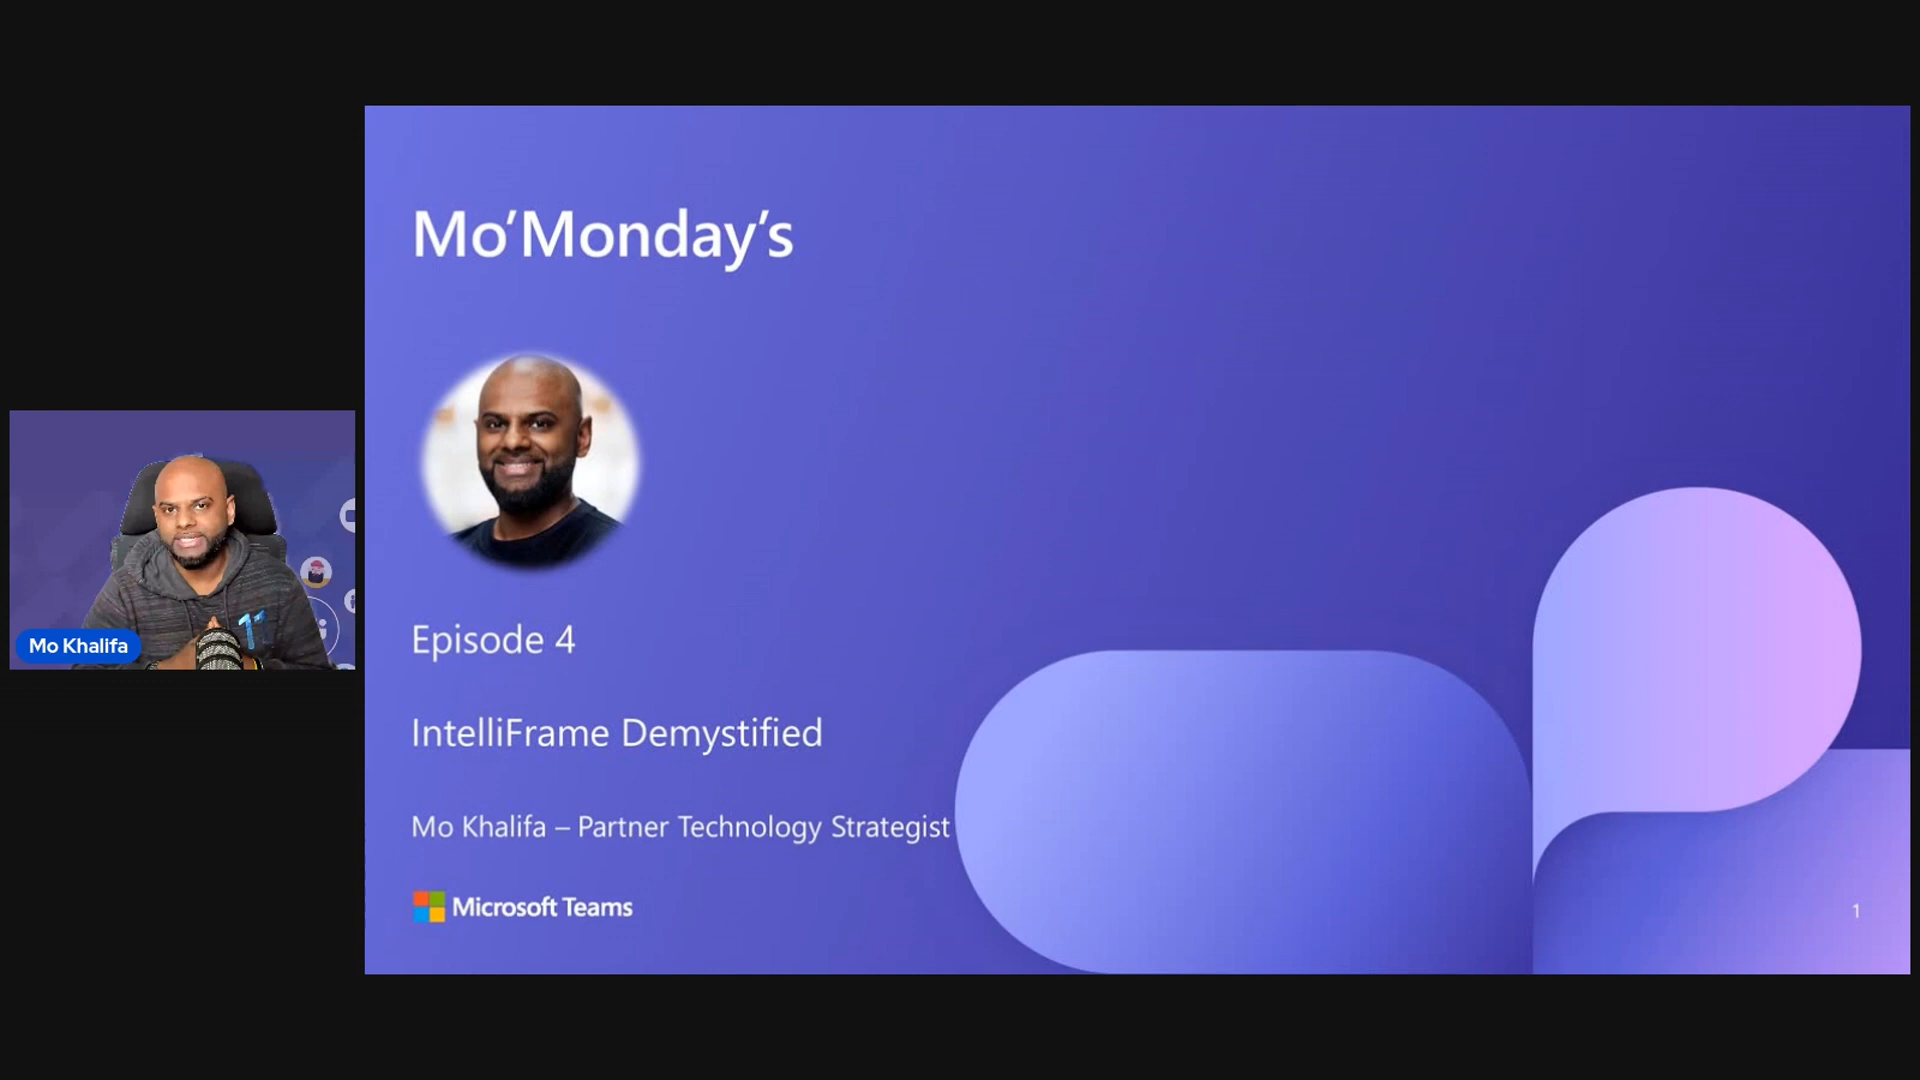 Mo’Monday’s
Episode 4
IntelliFrame Demystified
Mo Khalifa – Partner Technology Strategist
Microsoft Teams
1
Mo Khalifa